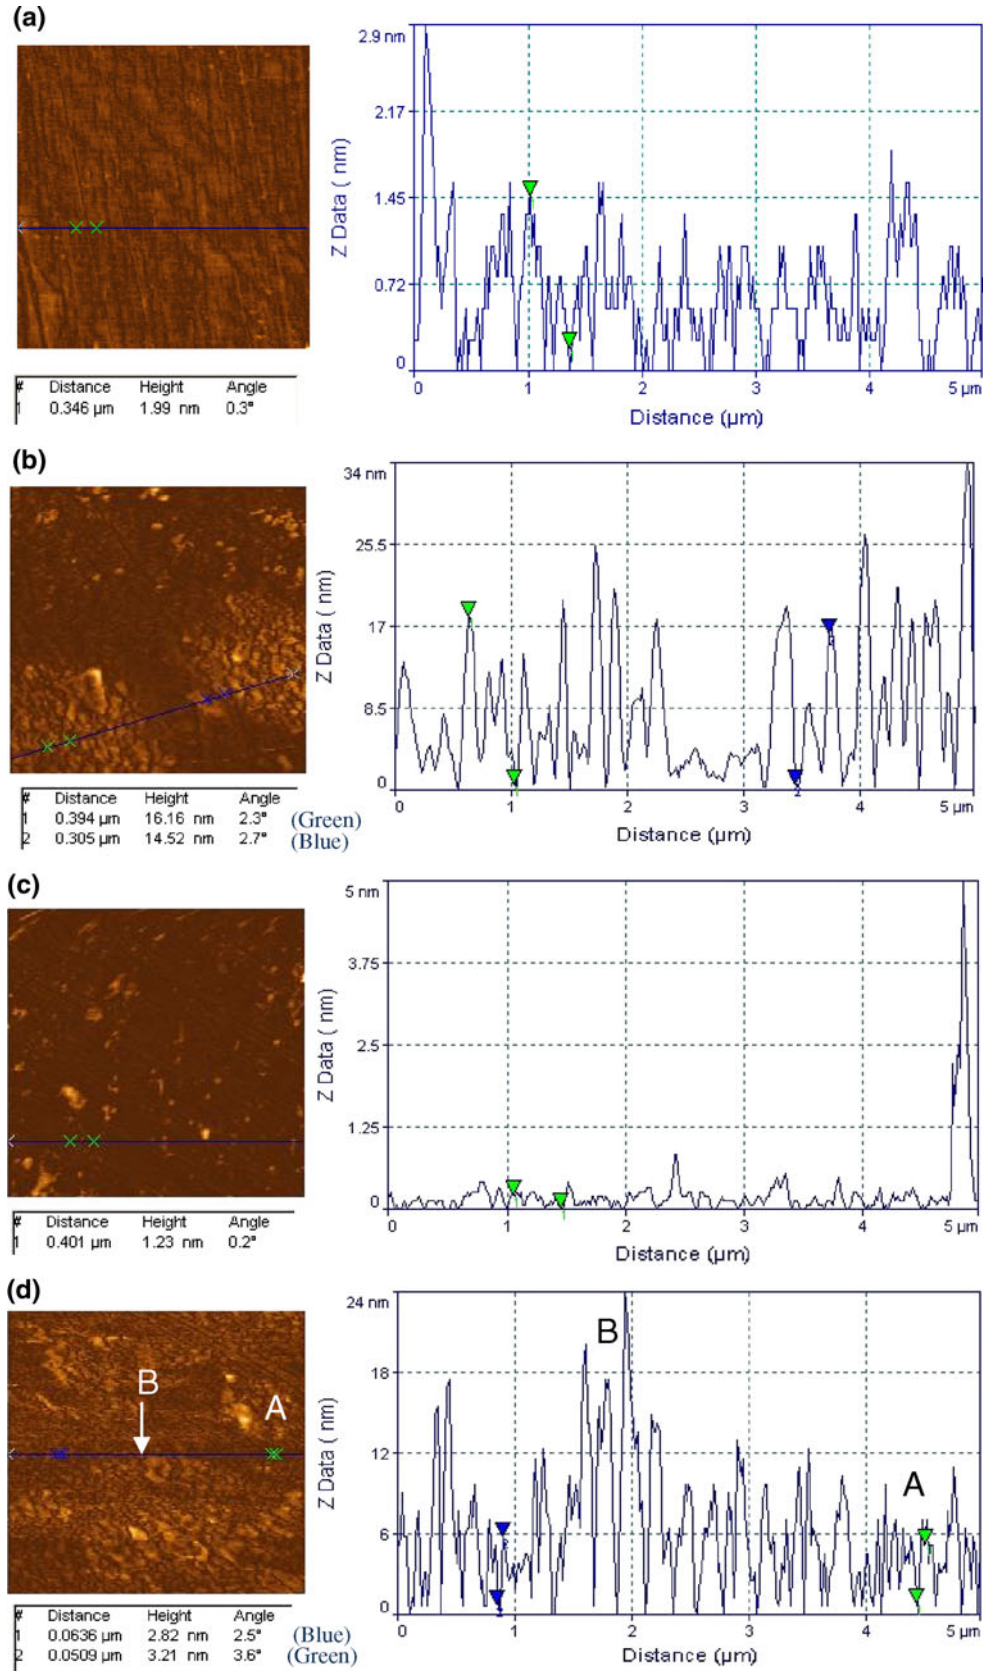 (a)
2.9 nm
2.17
1.45
0.72
0
Z Data ( nm)
0 1 2 3 4 5 µm
Distance (µm)
# Distance Height Angle
1 0.346 µm 1.99 nm 0.3°
(b)
34 nm
25.5
17
8.5
0
Z Data ( nm)
0 1 2 3 4 5 µm
Distance (µm)
# Distance Height Angle
1 0.394 µm 16.16 nm 2.3° (Green)
2 0.305 µm 14.52 nm 2.7° (Blue)
(c)
5 nm
3.75
2.5
1.25
0
Z Data ( nm)
0 1 2 3 4 5 µm
Distance (µm)
# Distance Height Angle
1 0.401 µm 1.23 nm 0.2°
(d)
B
A
24 nm
18
12
6
0
Z Data ( nm)
B
A
0 1 2 3 4 5 µm
Distance (µm)
# Distance Height Angle
1 0.0636 µm 2.82 nm 2.5° (Blue)
2 0.0509 µm 3.21 nm 3.6° (Green)